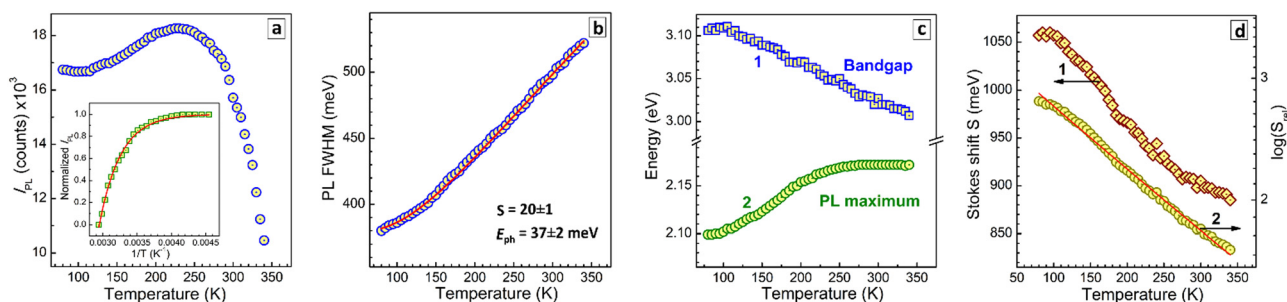 a
I_PL (counts) x10³
18
16
14
12
10
Normalized I_PL
1.0
0.8
0.6
0.4
0.2
0.0
0.0030 0.0035 0.0040 0.0045
1/T (K⁻¹)
100 150 200 250 300 350
Temperature (K)
b
PL FWHM (meV)
500
450
400
S = 20±1
E_ph = 37±2 meV
100 150 200 250 300 350
Temperature (K)
c
Energy (eV)
3.10
3.05
3.00
2.15
2.10
1
Bandgap
2
PL maximum
100 150 200 250 300 350
Temperature (K)
d
Stokes shift S (meV)
1050
1000
950
900
850
1
2
3
2
log(S_rel)
50 100 150 200 250 300 350
Temperature (K)